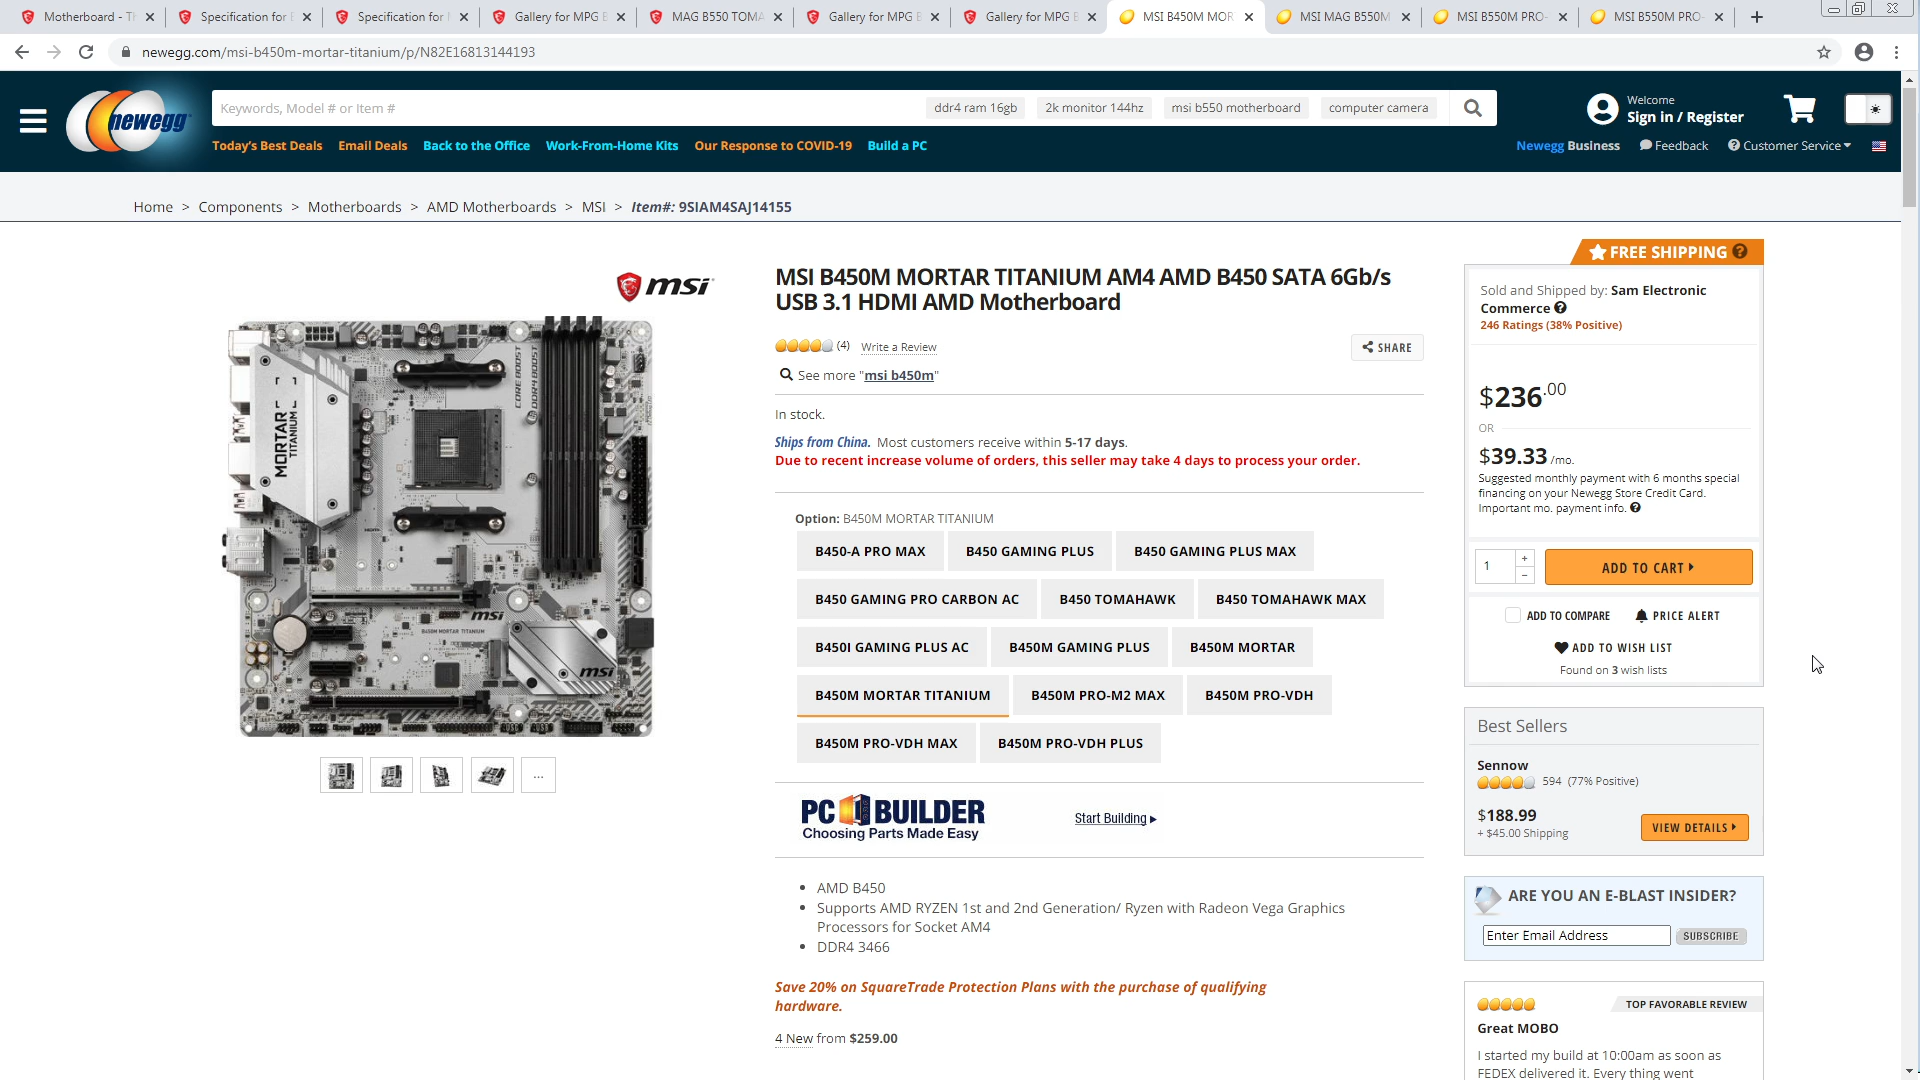 Motherboard - Th
Specification for B
Specification for M
Gallery for MPG B
MAG B550 TOMA
Gallery for MPG B
Gallery for MPG B
MSI B450M MOR
MSI MAG B550M
MSI B550M PRO-
MSI B550M PRO-
newegg.com/msi-b450m-mortar-titanium/p/N82E16813144193
newegg
Keywords, Model # or Item #
ddr4 ram 16gb
2k monitor 144hz
msi b550 motherboard
computer camera
Welcome
Sign in / Register
Today's Best Deals
Email Deals
Back to the Office
Work-From-Home Kits
Our Response to COVID-19
Build a PC
Newegg Business
Feedback
Customer Service
Home > Components > Motherboards > AMD Motherboards > MSI > Item#: 9SIAM4SAJ14155
msi
MORTAR
TITANIUM
CORE BOOST
DDR4 BOOST
msi
B450M MORTAR TITANIUM
msi
...
MSI B450M MORTAR TITANIUM AM4 AMD B450 SATA 6Gb/s
USB 3.1 HDMI AMD Motherboard
(4) Write a Review
SHARE
See more "msi b450m"
In stock.
Ships from China. Most customers receive within 5-17 days.
Due to recent increase volume of orders, this seller may take 4 days to process your order.
Option: B450M MORTAR TITANIUM
B450-A PRO MAX
B450 GAMING PLUS
B450 GAMING PLUS MAX
B450 GAMING PRO CARBON AC
B450 TOMAHAWK
B450 TOMAHAWK MAX
B450I GAMING PLUS AC
B450M GAMING PLUS
B450M MORTAR
B450M MORTAR TITANIUM
B450M PRO-M2 MAX
B450M PRO-VDH
B450M PRO-VDH MAX
B450M PRO-VDH PLUS
PC BUILDER
Choosing Parts Made Easy
Start Building
AMD B450
Supports AMD RYZEN 1st and 2nd Generation/ Ryzen with Radeon Vega Graphics
Processors for Socket AM4
DDR4 3466
Save 20% on SquareTrade Protection Plans with the purchase of qualifying
hardware.
4 New from $259.00
FREE SHIPPING
Sold and Shipped by: Sam Electronic
Commerce
246 Ratings (38% Positive)
$236.00
OR
$39.33 /mo.
Suggested monthly payment with 6 months special
financing on your Newegg Store Credit Card.
Important mo. payment info.
1
+
−
ADD TO CART
ADD TO COMPARE
PRICE ALERT
ADD TO WISH LIST
Found on 3 wish lists
Best Sellers
Sennow
594 (77% Positive)
$188.99
+ $45.00 Shipping
VIEW DETAILS
ARE YOU AN E-BLAST INSIDER?
Enter Email Address
SUBSCRIBE
TOP FAVORABLE REVIEW
Great MOBO
I started my build at 10:00am as soon as
FEDEX delivered it. Every thing went